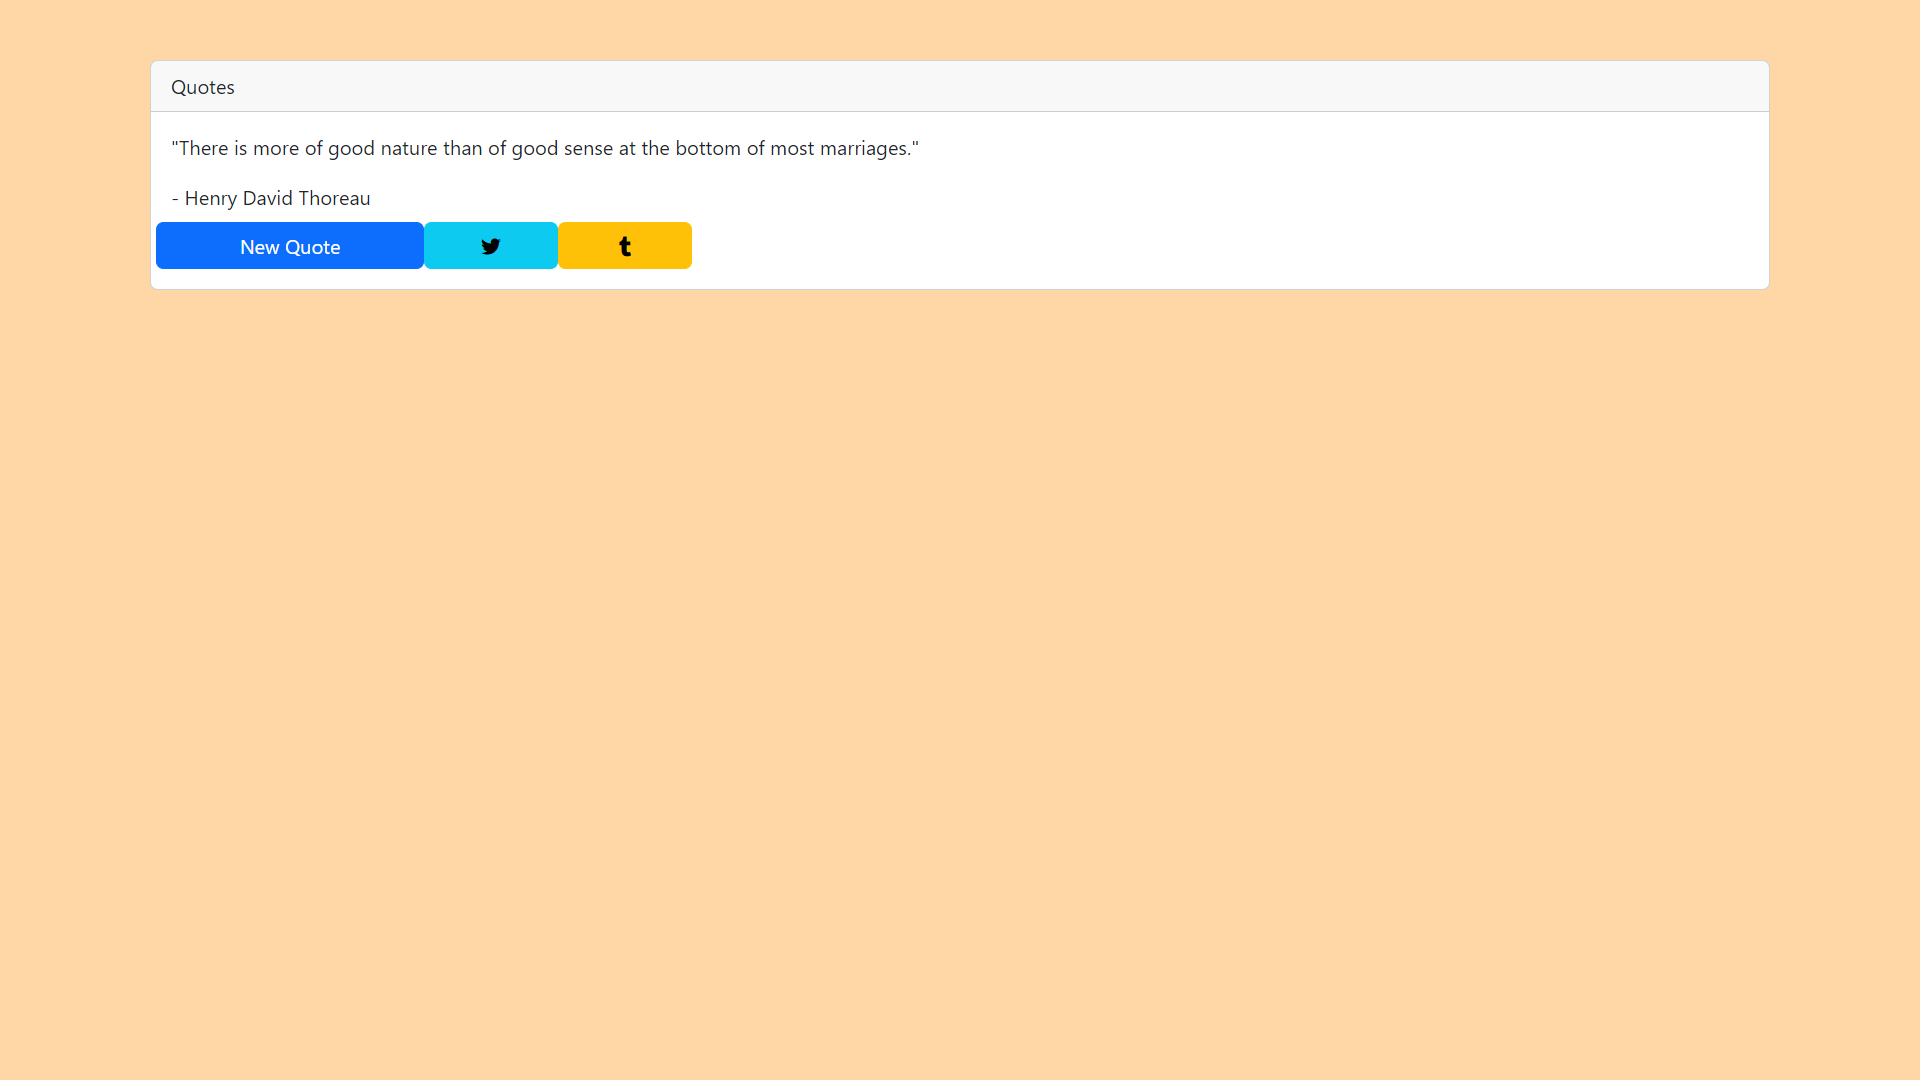 Quotes
"There is more of good nature than of good sense at the bottom of most marriages."
- Henry David Thoreau
New Quote